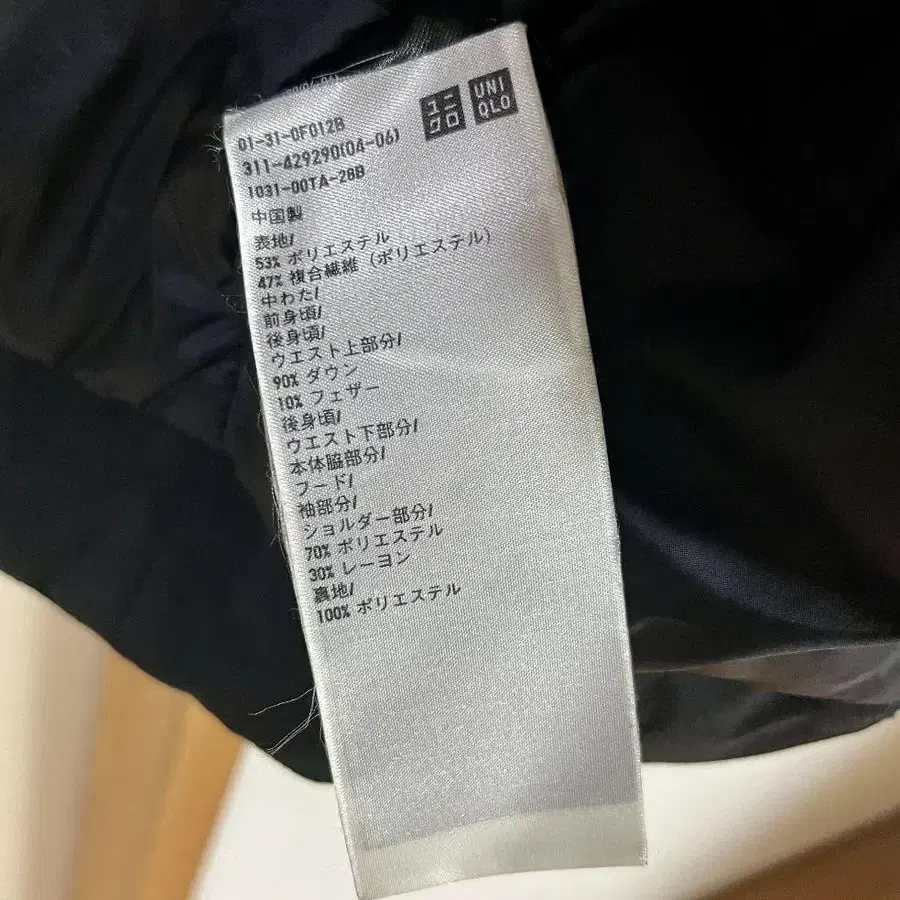 ユニ
クロ
UNI
QLO
01-31-0F012B
311-429290(04-06)
1031-00TA-28B
中国製
表地/
53% ポリエステル
47% 複合繊維 (ポリエステル)
中わた/
前身頃/
後身頃/
ウエスト上部分/
90% ダウン
10% フェザー
後身頃/
ウエスト下部分/
本体脇部分/
フード/
袖部分/
ショルダー部分/
70% ポリエステル
30% レーヨン
裏地/
100% ポリエステル